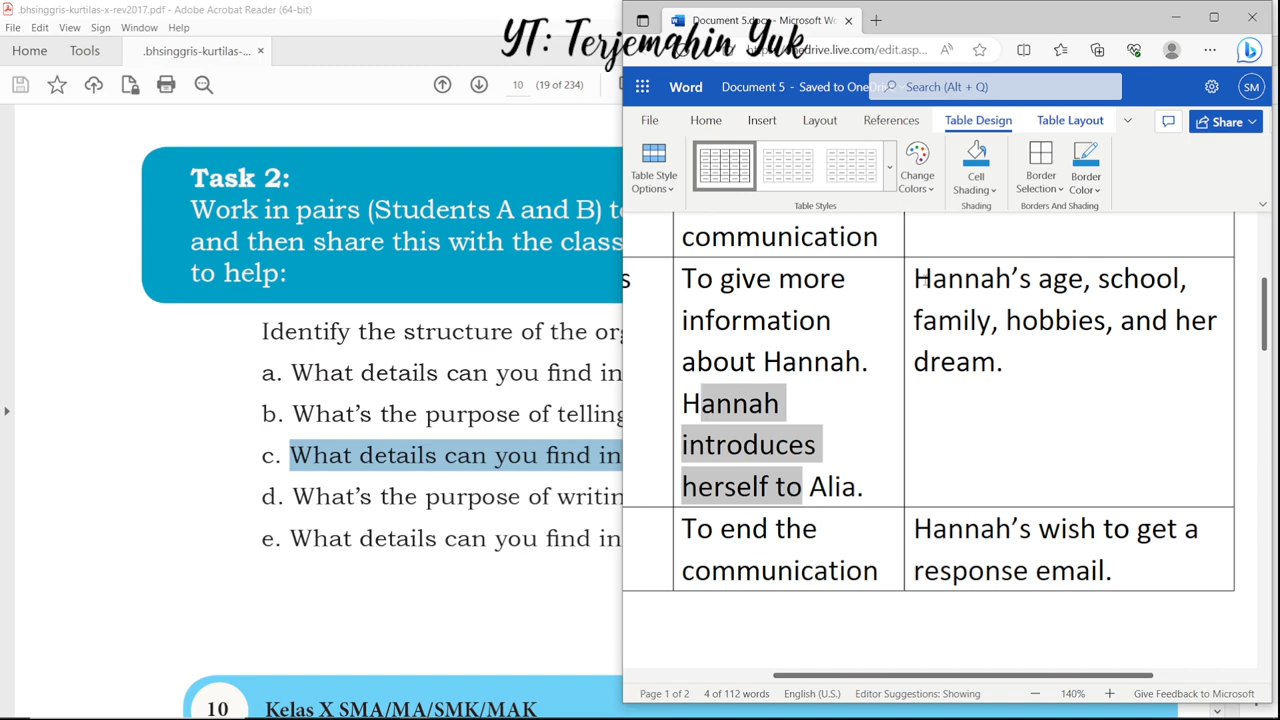 .bhsinggris-kurtilas-x-rev2017.pdf - Adobe Acrobat Reader (64-bit)
File Edit View Sign Window Help
Home Tools .bhsinggris-kurtilas-... ×
10 (19 of 234)
YT: Terjemahin Yuk
Task 2:
Work in pairs (Students A and B) to
and then share this with the class
to help:
Identify the structure of the
a. What details can you find in
b. What's the purpose of telling
c. What details can you find in
d. What's the purpose of
e. What details can you find in
10 Kelas X SMA/MA/SMK/MAK
Document 5.docx - Microsoft
Word Document 5 - Saved to
Search (Alt + Q)
SM
File Home Insert Layout References Table Design Table Layout
Share
Table Style Options
Change Colors
Cell Shading
Border Selection
Border Color
Table Styles Shading Borders And Shading
communication
s
To give more
information
about Hannah.
Hannah
introduces
herself to Alia.
Hannah's age, school,
family, hobbies, and her
dream.
To end the
communication
Hannah's wish to get a
response email.
Page 1 of 2 4 of 112 words English (U.S.) Editor Suggestions: Showing 140% Give Feedback to Microsoft